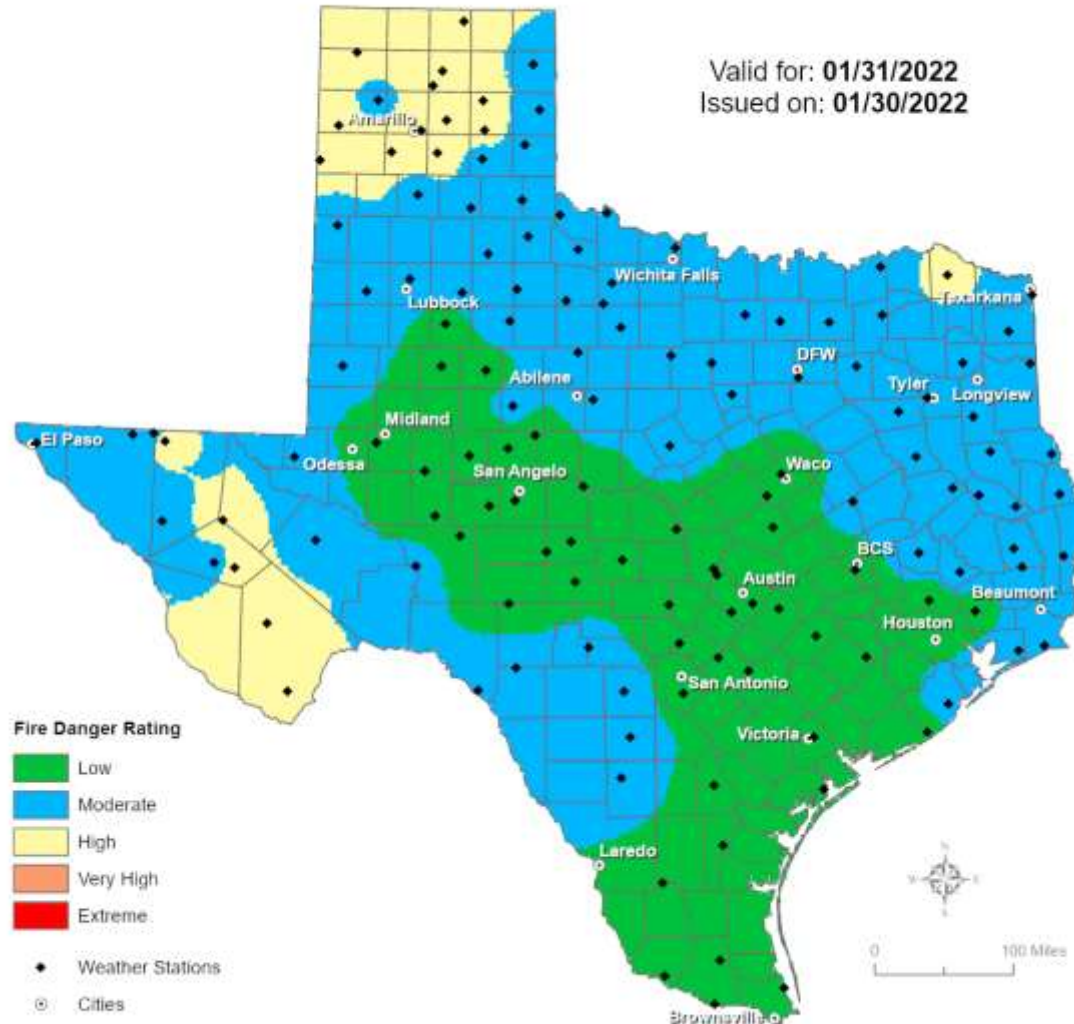 Valid for: 01/31/2022
Issued on: 01/30/2022
Amarillo
Wichita Falls
Lubbock
Texarkana
DFW
Abilene
Tyler
Longview
Midland
El Paso
Odessa
San Angelo
Waco
BCS
Austin
Beaumont
Houston
San Antonio
Victoria
Laredo
Brownsville
Fire Danger Rating
Low
Moderate
High
Very High
Extreme
Weather Stations
Cities
N
W
E
S
0 100 Miles